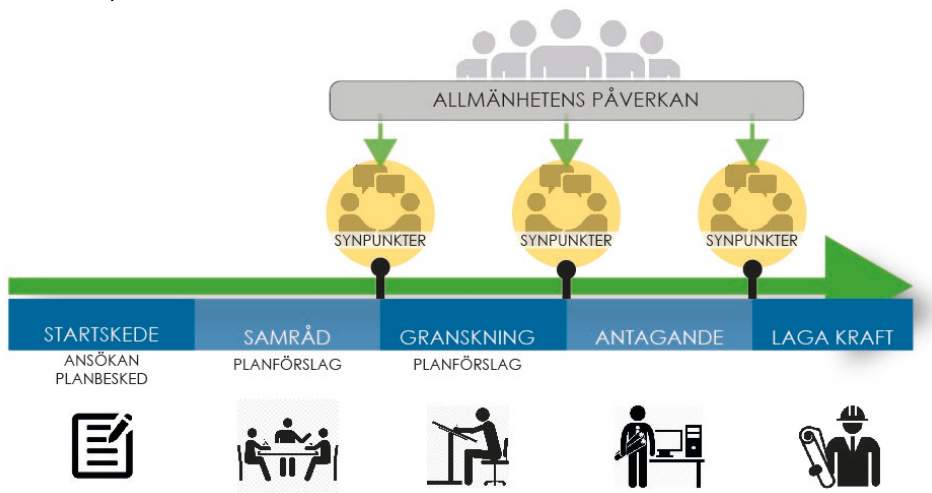 ALLMÄNHETENS PÅVERKAN
SYNPUNKTER
SYNPUNKTER
SYNPUNKTER
STARTSKEDE
SAMRÅD
GRANSKNING
ANTAGANDE
LAGA KRAFT
ANSÖKAN
PLANBESKED
PLANFÖRSLAG
PLANFÖRSLAG